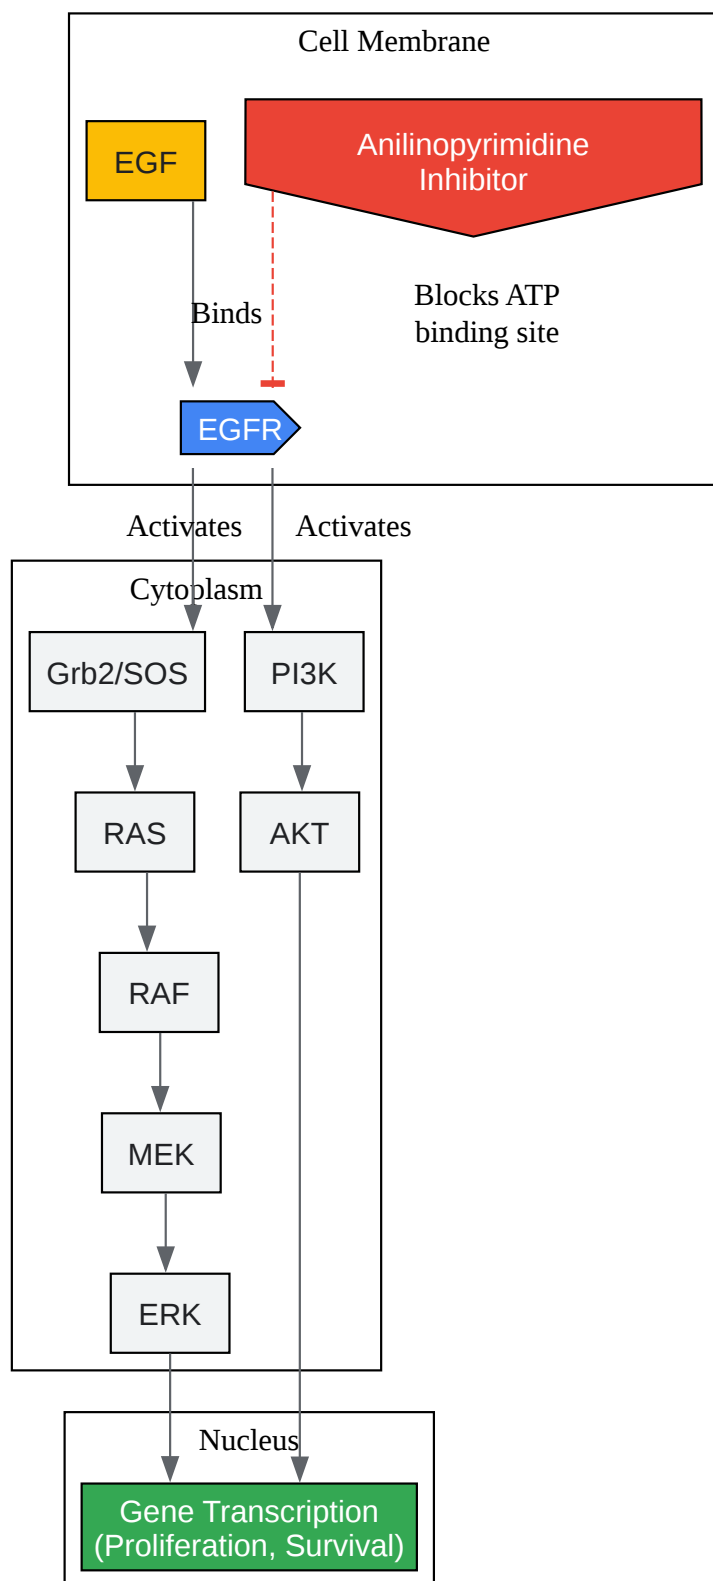 Cell Membrane
EGF
Anilinopyrimidine
Inhibitor
Binds
Blocks ATP
binding site
EGFR
Activates
Activates
Cytoplasm
Grb2/SOS
PI3K
RAS
AKT
RAF
MEK
ERK
Nucleus
Gene Transcription
(Proliferation, Survival)